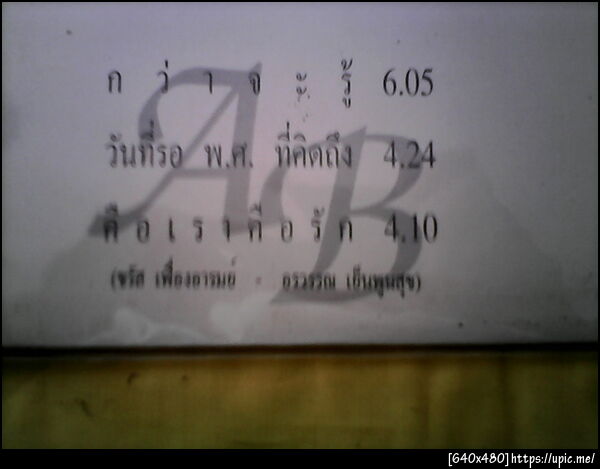 ก ว่ า จ ะ รู้ 6.05
วันที่รอ พ.ศ. ที่คิดถึง 4.24
คื อ เ ร า คื อ รั ก 4.10
(จรัส เฟื่องอารมย์ - อรวรรณ เย็นพูนสุข)
AB
[640x480]https://upic.me/